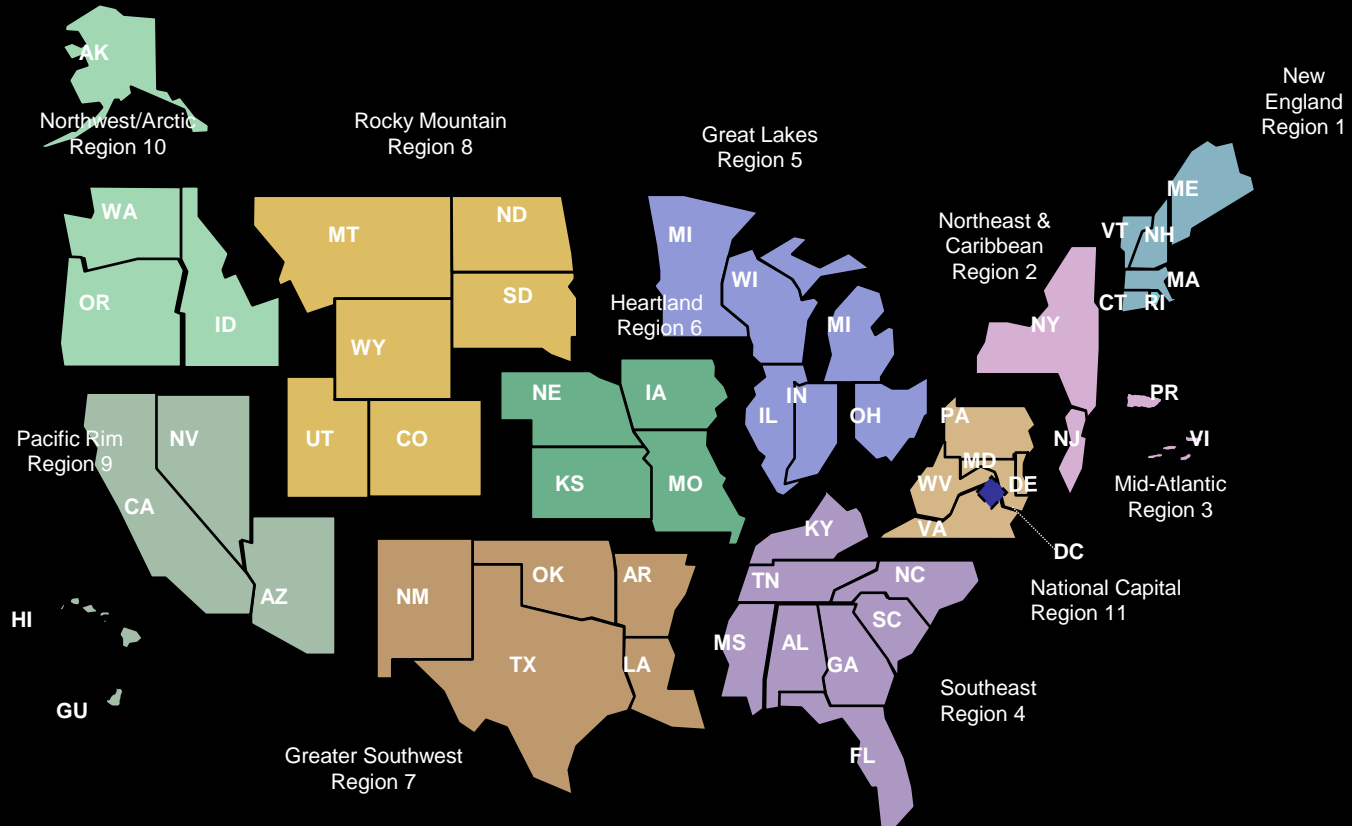 AK
Northwest/Arctic
Region 10
Rocky Mountain
Region 8
Great Lakes
Region 5
New
England
Region 1
WA
OR
ID
MT
ND
SD
WY
UT
CO
MI
WI
MI
IL
IN
OH
Heartland
Region 6
NE
IA
KS
MO
Northeast &
Caribbean
Region 2
NY
NJ
PR
VI
ME
VT
NH
MA
CT
RI
Pacific Rim
Region 9
NV
CA
AZ
HI
GU
PA
MD
WV
DE
VA
Mid-Atlantic
Region 3
DC
National Capital
Region 11
NM
OK
AR
TX
LA
Greater Southwest
Region 7
KY
TN
NC
SC
MS
AL
GA
FL
Southeast
Region 4